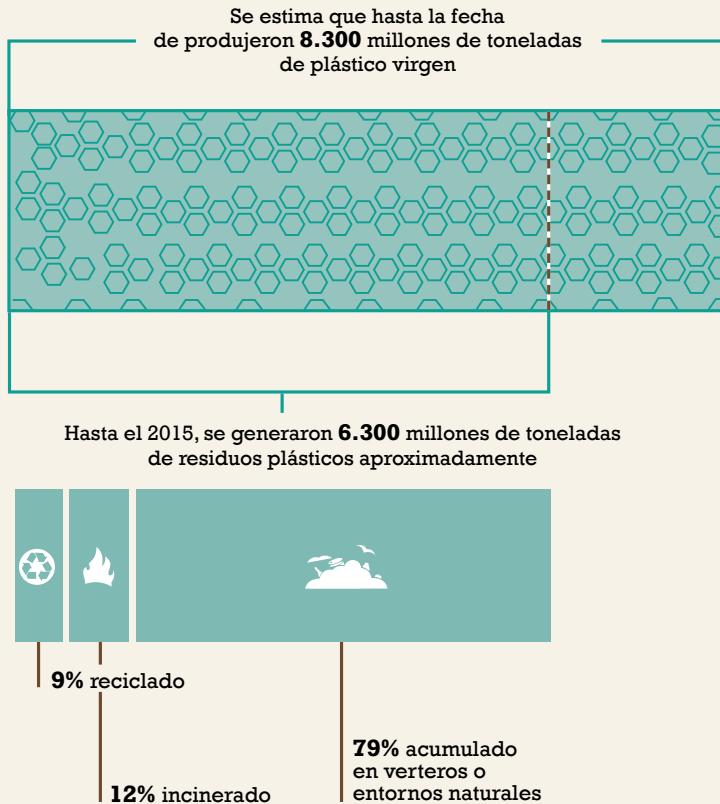 Se estima que hasta la fecha
de produjeron 8.300 millones de toneladas
de plástico virgen
Hasta el 2015, se generaron 6.300 millones de toneladas
de residuos plásticos aproximadamente
9% reciclado
12% incinerado
79% acumulado
en verteros o
entornos naturales